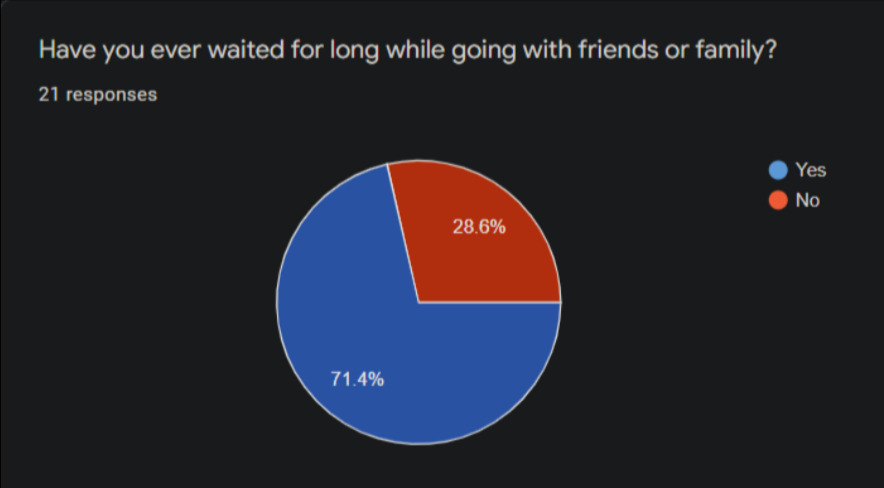 Have you ever waited for long while going with friends or family?
21 responses
Yes
No
28.6%
71.4%